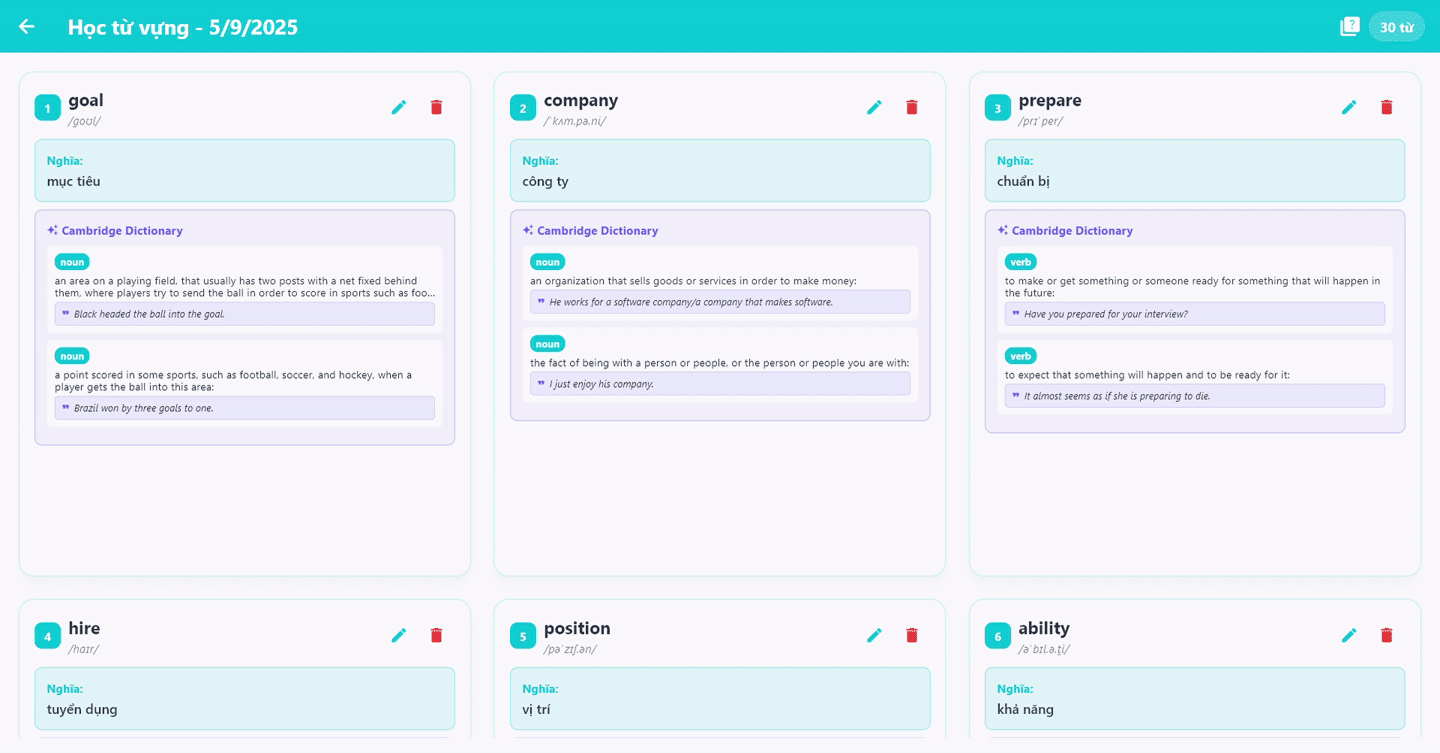 Học từ vựng - 5/9/2025
30 từ
1
goal
/ɡoʊl/
Nghĩa:
mục tiêu
Cambridge Dictionary
noun
an area on a playing field, that usually has two posts with a net fixed behind
them, where players try to send the ball in order to score in sports such as foo...
Black headed the ball into the goal.
noun
a point scored in some sports, such as football, soccer, and hockey, when a
player gets the ball into this area:
Brazil won by three goals to one.
2
company
/ˈkʌm.pə.ni/
Nghĩa:
công ty
Cambridge Dictionary
noun
an organization that sells goods or services in order to make money:
He works for a software company/a company that makes software.
noun
the fact of being with a person or people, or the person or people you are with:
I just enjoy his company.
3
prepare
/prɪˈper/
Nghĩa:
chuẩn bị
Cambridge Dictionary
verb
to make or get something or someone ready for something that will happen in
the future:
Have you prepared for your interview?
verb
to expect that something will happen and to be ready for it:
It almost seems as if she is preparing to die.
4
hire
/haɪr/
Nghĩa:
tuyển dụng
5
position
/pəˈzɪʃ.ən/
Nghĩa:
vị trí
6
ability
/əˈbɪl.ə.t̬i/
Nghĩa:
khả năng